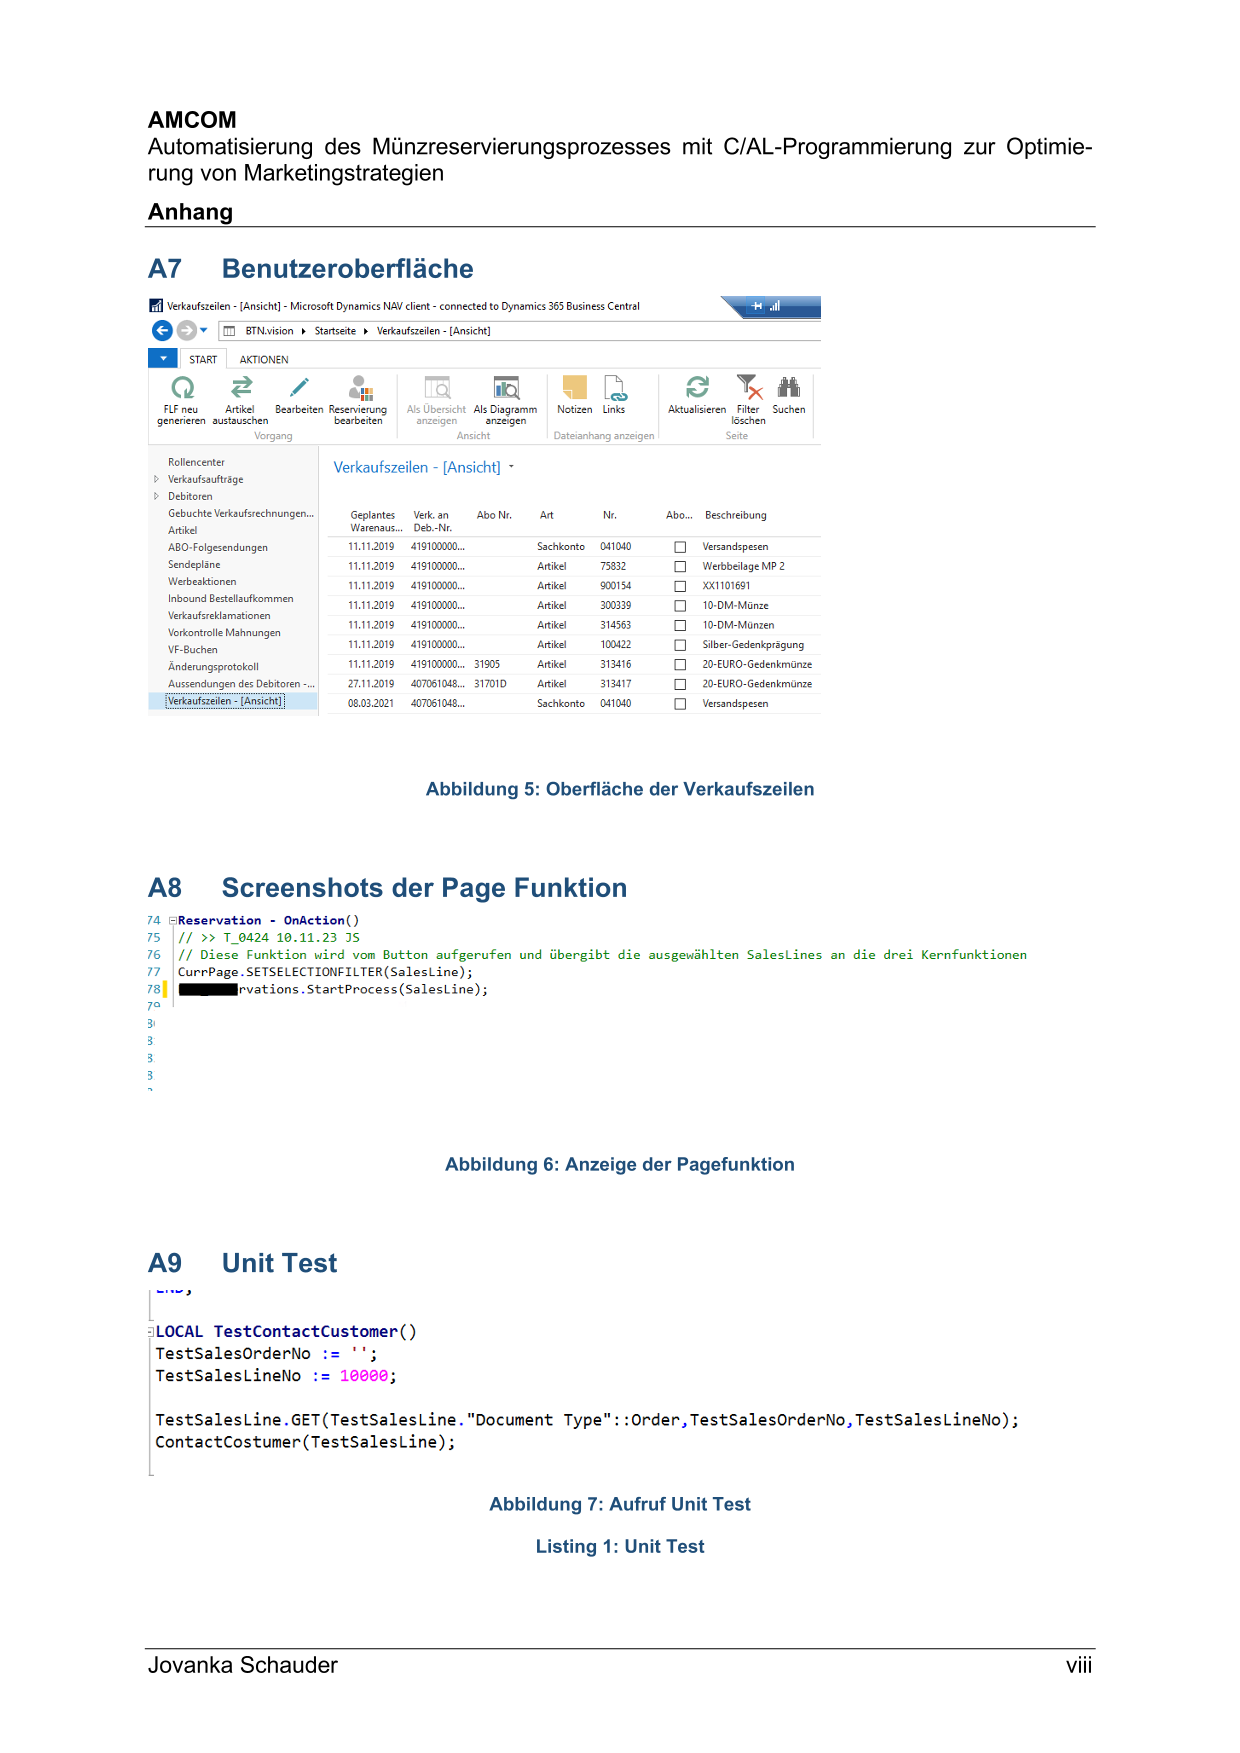 AMCOM
Automatisierung des Münzreservierungsprozesses mit C/AL-Programmierung zur Optimie-
rung von Marketingstrategien
Anhang
A7 Benutzeroberfläche
Verkaufszeilen - [Ansicht] - Microsoft Dynamics NAV client - connected to Dynamics 365 Business Central
BTN.vision Startseite Verkaufszeilen - [Ansicht]
START AKTIONEN
FLF neu generieren Artikel austauschen Bearbeiten Reservierung bearbeiten Als Übersicht anzeigen Als Diagramm anzeigen Notizen Links Aktualisieren Filter löschen Suchen
Vorgang Ansicht Dateianhang anzeigen Seite
Rollencenter
Verkaufsaufträge
Debitoren
Gebuchte Verkaufsrechnungen...
Artikel
ABO-Folgesendungen
Sendepläne
Werbeaktionen
Inbound Bestellaufkommen
Verkaufsreklamationen
Vorkontrolle Mahnungen
VF-Buchen
Änderungsprotokoll
Aussendungen des Debitoren -...
Verkaufszeilen - [Ansicht]
Verkaufszeilen - [Ansicht]
Geplantes Warenaus... Verk. an Deb.-Nr. Abo Nr. Art Nr. Abo... Beschreibung
11.11.2019 419100000... Sachkonto 041040 Versandspesen
11.11.2019 419100000... Artikel 75832 Werbbeilage MP 2
11.11.2019 419100000... Artikel 900154 XX1101691
11.11.2019 419100000... Artikel 300339 10-DM-Münze
11.11.2019 419100000... Artikel 314563 10-DM-Münzen
11.11.2019 419100000... Artikel 100422 Silber-Gedenkprägung
11.11.2019 419100000... 31905 Artikel 313416 20-EURO-Gedenkmünze
27.11.2019 407061048... 31701D Artikel 313417 20-EURO-Gedenkmünze
08.03.2021 407061048... Sachkonto 041040 Versandspesen
Abbildung 5: Oberfläche der Verkaufszeilen
A8 Screenshots der Page Funktion
74 Reservation - OnAction()
75 // >> T_0424 10.11.23 JS
76 // Diese Funktion wird vom Button aufgerufen und übergibt die ausgewählten SalesLines an die drei Kernfunktionen
77 CurrPage.SETSELECTIONFILTER(SalesLine);
78 rvations.StartProcess(SalesLine);
79
Abbildung 6: Anzeige der Pagefunktion
A9 Unit Test
END;
LOCAL TestContactCustomer()
TestSalesOrderNo := '';
TestSalesLineNo := 10000;
TestSalesLine.GET(TestSalesLine."Document Type"::Order,TestSalesOrderNo,TestSalesLineNo);
ContactCostumer(TestSalesLine);
Abbildung 7: Aufruf Unit Test
Listing 1: Unit Test
Jovanka Schauder viii